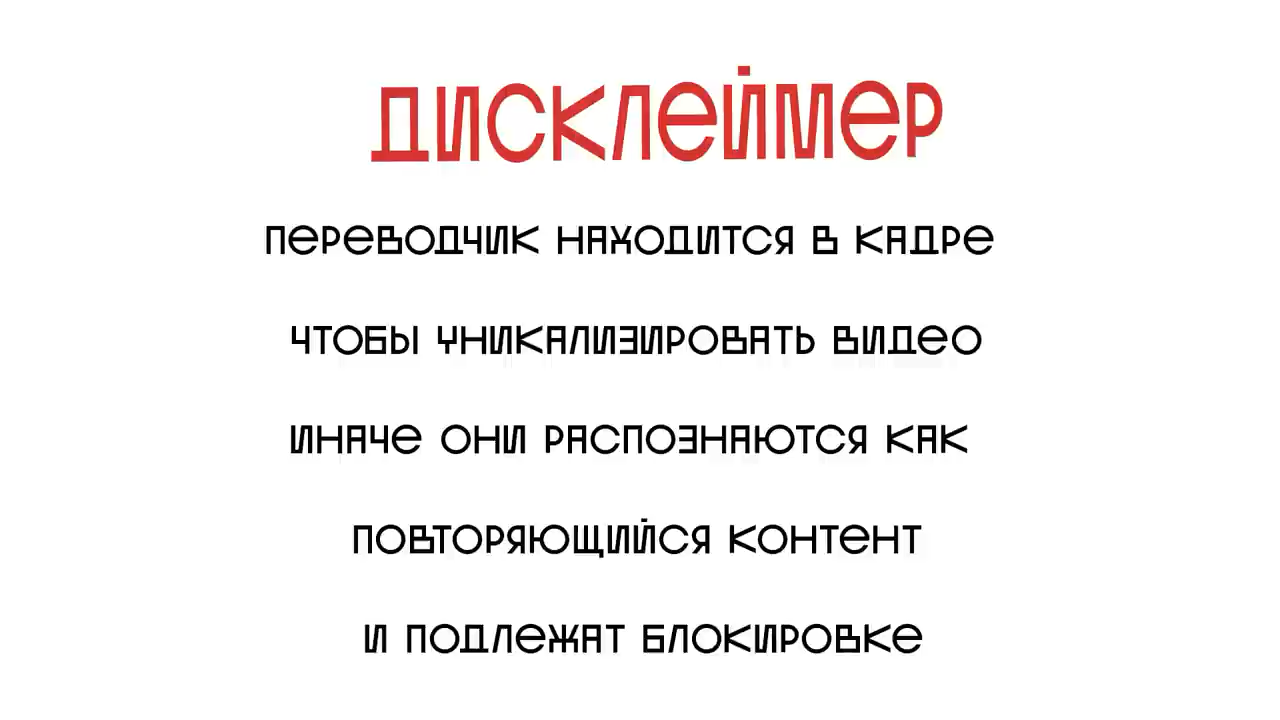 ДИСКЛЕЙМЕР
ПЕРЕВОДЧИК НАХОДИТСЯ В КАДРЕ
ЧТОБЫ УНИКАЛИЗИРОВАТЬ ВИДЕО
ИНАЧЕ ОНИ РАСПОЗНАЮТСЯ КАК
ПОВТОРЯЮЩИЙСЯ КОНТЕНТ
И ПОДЛЕЖАТ БЛОКИРОВКЕ